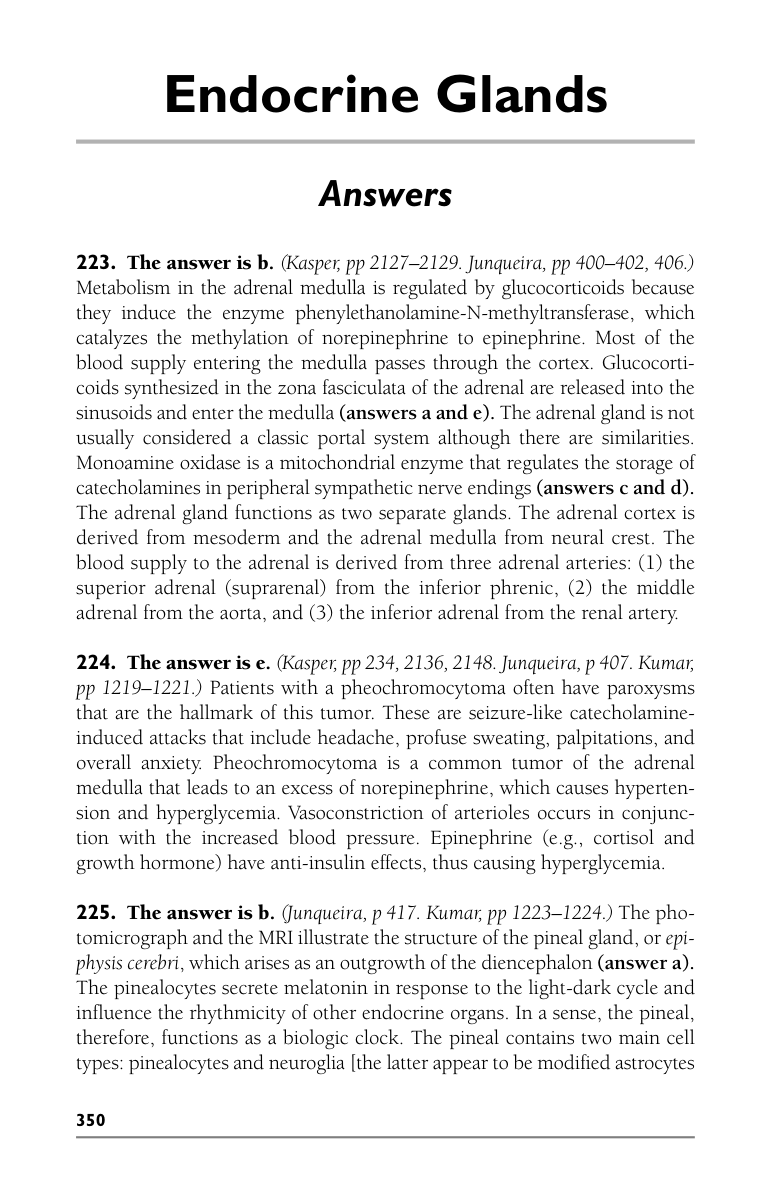 Endocrine Glands
Answers
223. The answer is b. (Kasper, pp 2127–2129. Junqueira, pp 400–402, 406.)
Metabolism in the adrenal medulla is regulated by glucocorticoids because
they induce the enzyme phenylethanolamine-N-methyltransferase, which
catalyzes the methylation of norepinephrine to epinephrine. Most of the
blood supply entering the medulla passes through the cortex. Glucocorti-
coids synthesized in the zona fasciculata of the adrenal are released into the
sinusoids and enter the medulla (answers a and e). The adrenal gland is not
usually considered a classic portal system although there are similarities.
Monoamine oxidase is a mitochondrial enzyme that regulates the storage of
catecholamines in peripheral sympathetic nerve endings (answers c and d).
The adrenal gland functions as two separate glands. The adrenal cortex is
derived from mesoderm and the adrenal medulla from neural crest. The
blood supply to the adrenal is derived from three adrenal arteries: (1) the
superior adrenal (suprarenal) from the inferior phrenic, (2) the middle
adrenal from the aorta, and (3) the inferior adrenal from the renal artery.
224. The answer is e. (Kasper, pp 234, 2136, 2148. Junqueira, p 407. Kumar,
pp 1219–1221.) Patients with a pheochromocytoma often have paroxysms
that are the hallmark of this tumor. These are seizure-like catecholamine-
induced attacks that include headache, profuse sweating, palpitations, and
overall anxiety. Pheochromocytoma is a common tumor of the adrenal
medulla that leads to an excess of norepinephrine, which causes hyperten-
sion and hyperglycemia. Vasoconstriction of arterioles occurs in conjunc-
tion with the increased blood pressure. Epinephrine (e.g., cortisol and
growth hormone) have anti-insulin effects, thus causing hyperglycemia.
225. The answer is b. (Junqueira, p 417. Kumar, pp 1223–1224.) The pho-
tomicrograph and the MRI illustrate the structure of the pineal gland, or epi-
physis cerebri, which arises as an outgrowth of the diencephalon (answer a).
The pinealocytes secrete melatonin in response to the light-dark cycle and
influence the rhythmicity of other endocrine organs. In a sense, the pineal,
therefore, functions as a biologic clock. The pineal contains two main cell
types: pinealocytes and neuroglia [the latter appear to be modified astrocytes
350